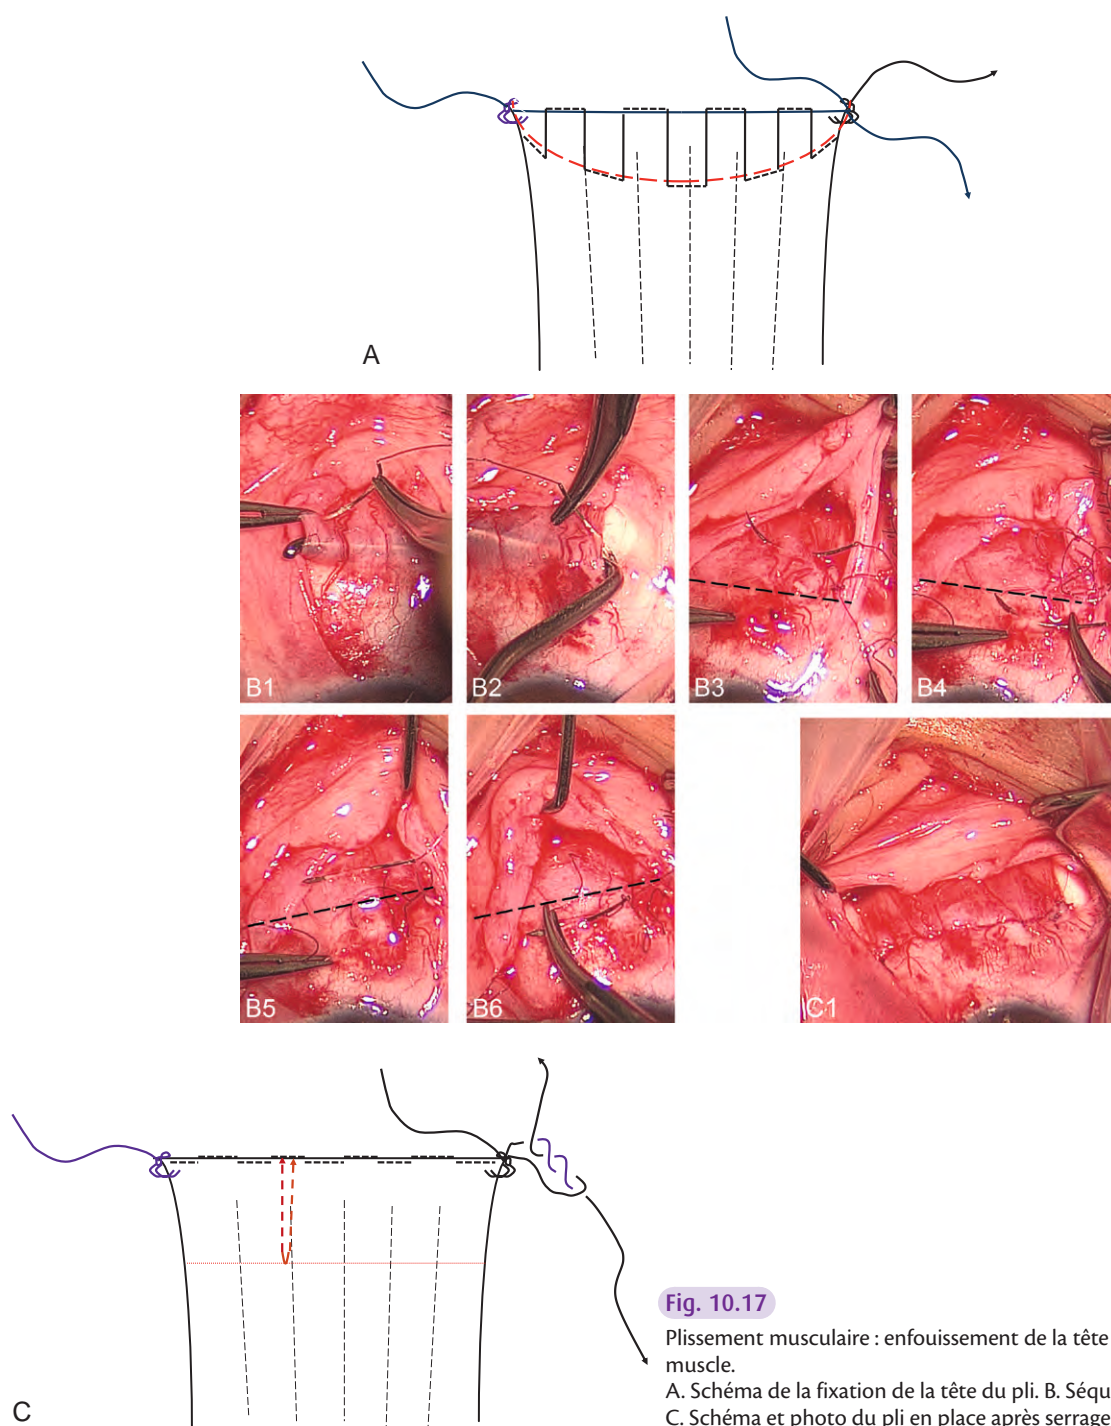 A
B1
B2
B3
B4
B5
B6
C1
C
Fig. 10.17
Plissement musculaire : enfouissement de la tête
muscle.
A. Schéma de la fixation de la tête du pli. B. Séqu
C. Schéma et photo du pli en place après serrage